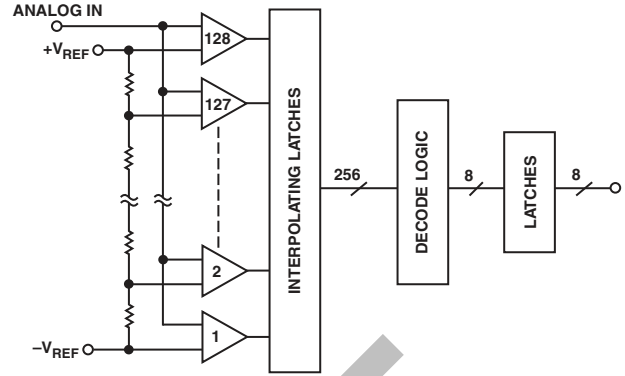 ANALOG IN
+VREF
128
127
2
1
–VREF
INTERPOLATING LATCHES
256
DECODE LOGIC
8
LATCHES
8